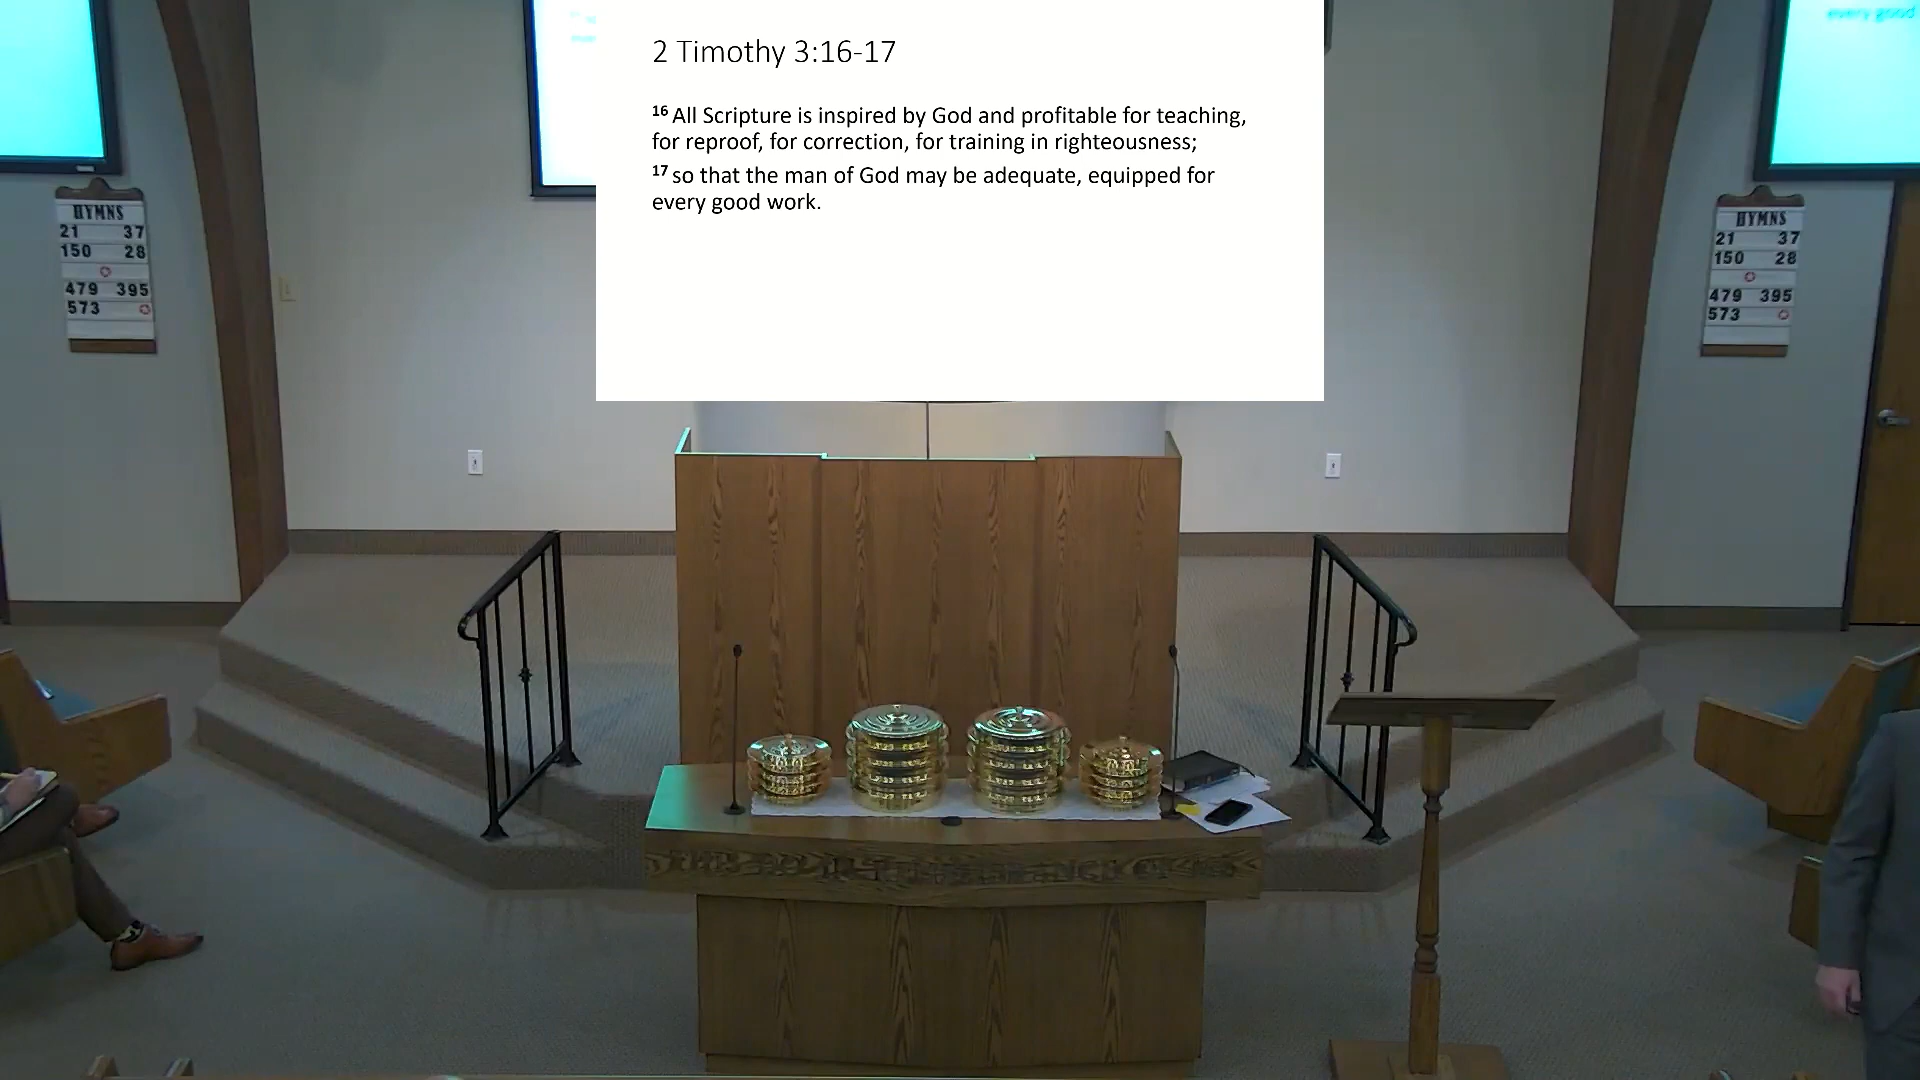 every good
2 Timothy 3:16-17
16 All Scripture is inspired by God and profitable for teaching,
for reproof, for correction, for training in righteousness;
17 so that the man of God may be adequate, equipped for
every good work.
HYMNS
21 37
150 28
479 395
573
HYMNS
21 37
150 28
479 395
573